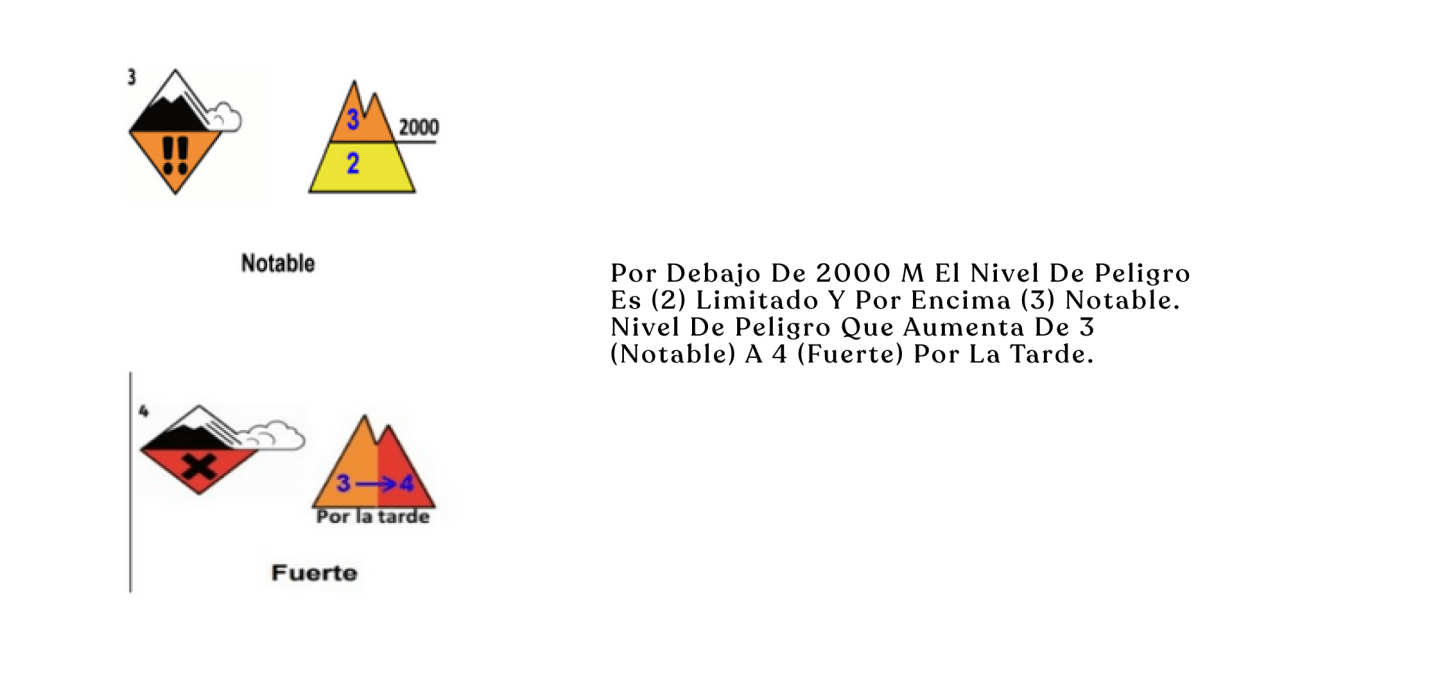 3
!!
3
2000
2
Notable
Por Debajo De 2000 M El Nivel De Peligro
Es (2) Limitado Y Por Encima (3) Notable.
Nivel De Peligro Que Aumenta De 3
(Notable) A 4 (Fuerte) Por La Tarde.
4
3 → 4
Por la tarde
Fuerte